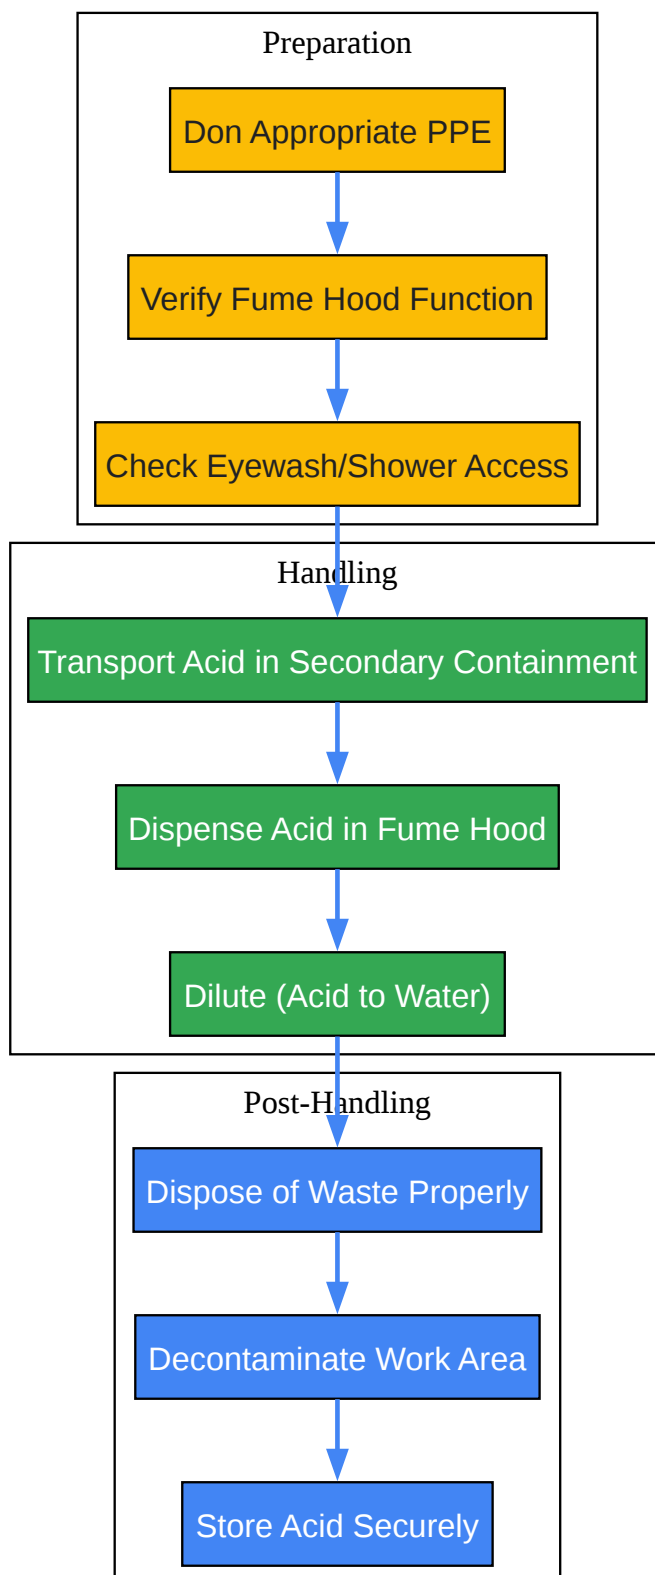 Preparation
Don Appropriate PPE
Verify Fume Hood Function
Check Eyewash/Shower Access
Handling
Transport Acid in Secondary Containment
Dispense Acid in Fume Hood
Dilute (Acid to Water)
Post-Handling
Dispose of Waste Properly
Decontaminate Work Area
Store Acid Securely